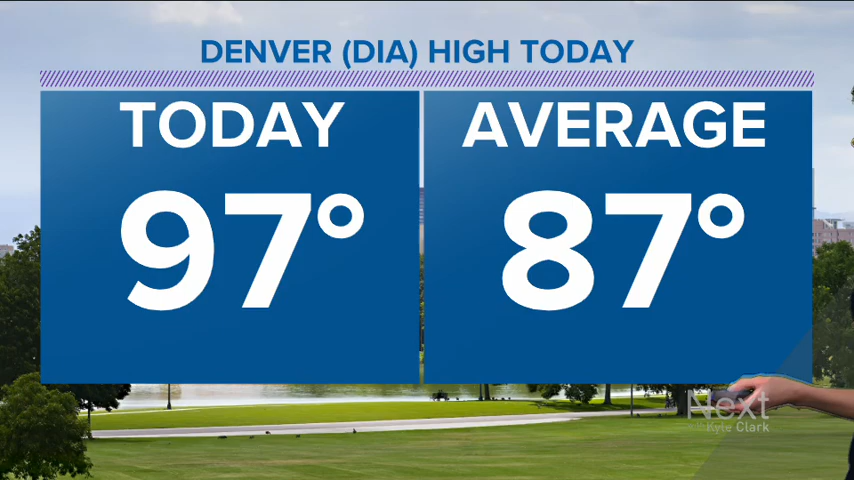 DENVER (DIA) HIGH TODAY
TODAY
AVERAGE
97°
87°
Next
Kyle Clark